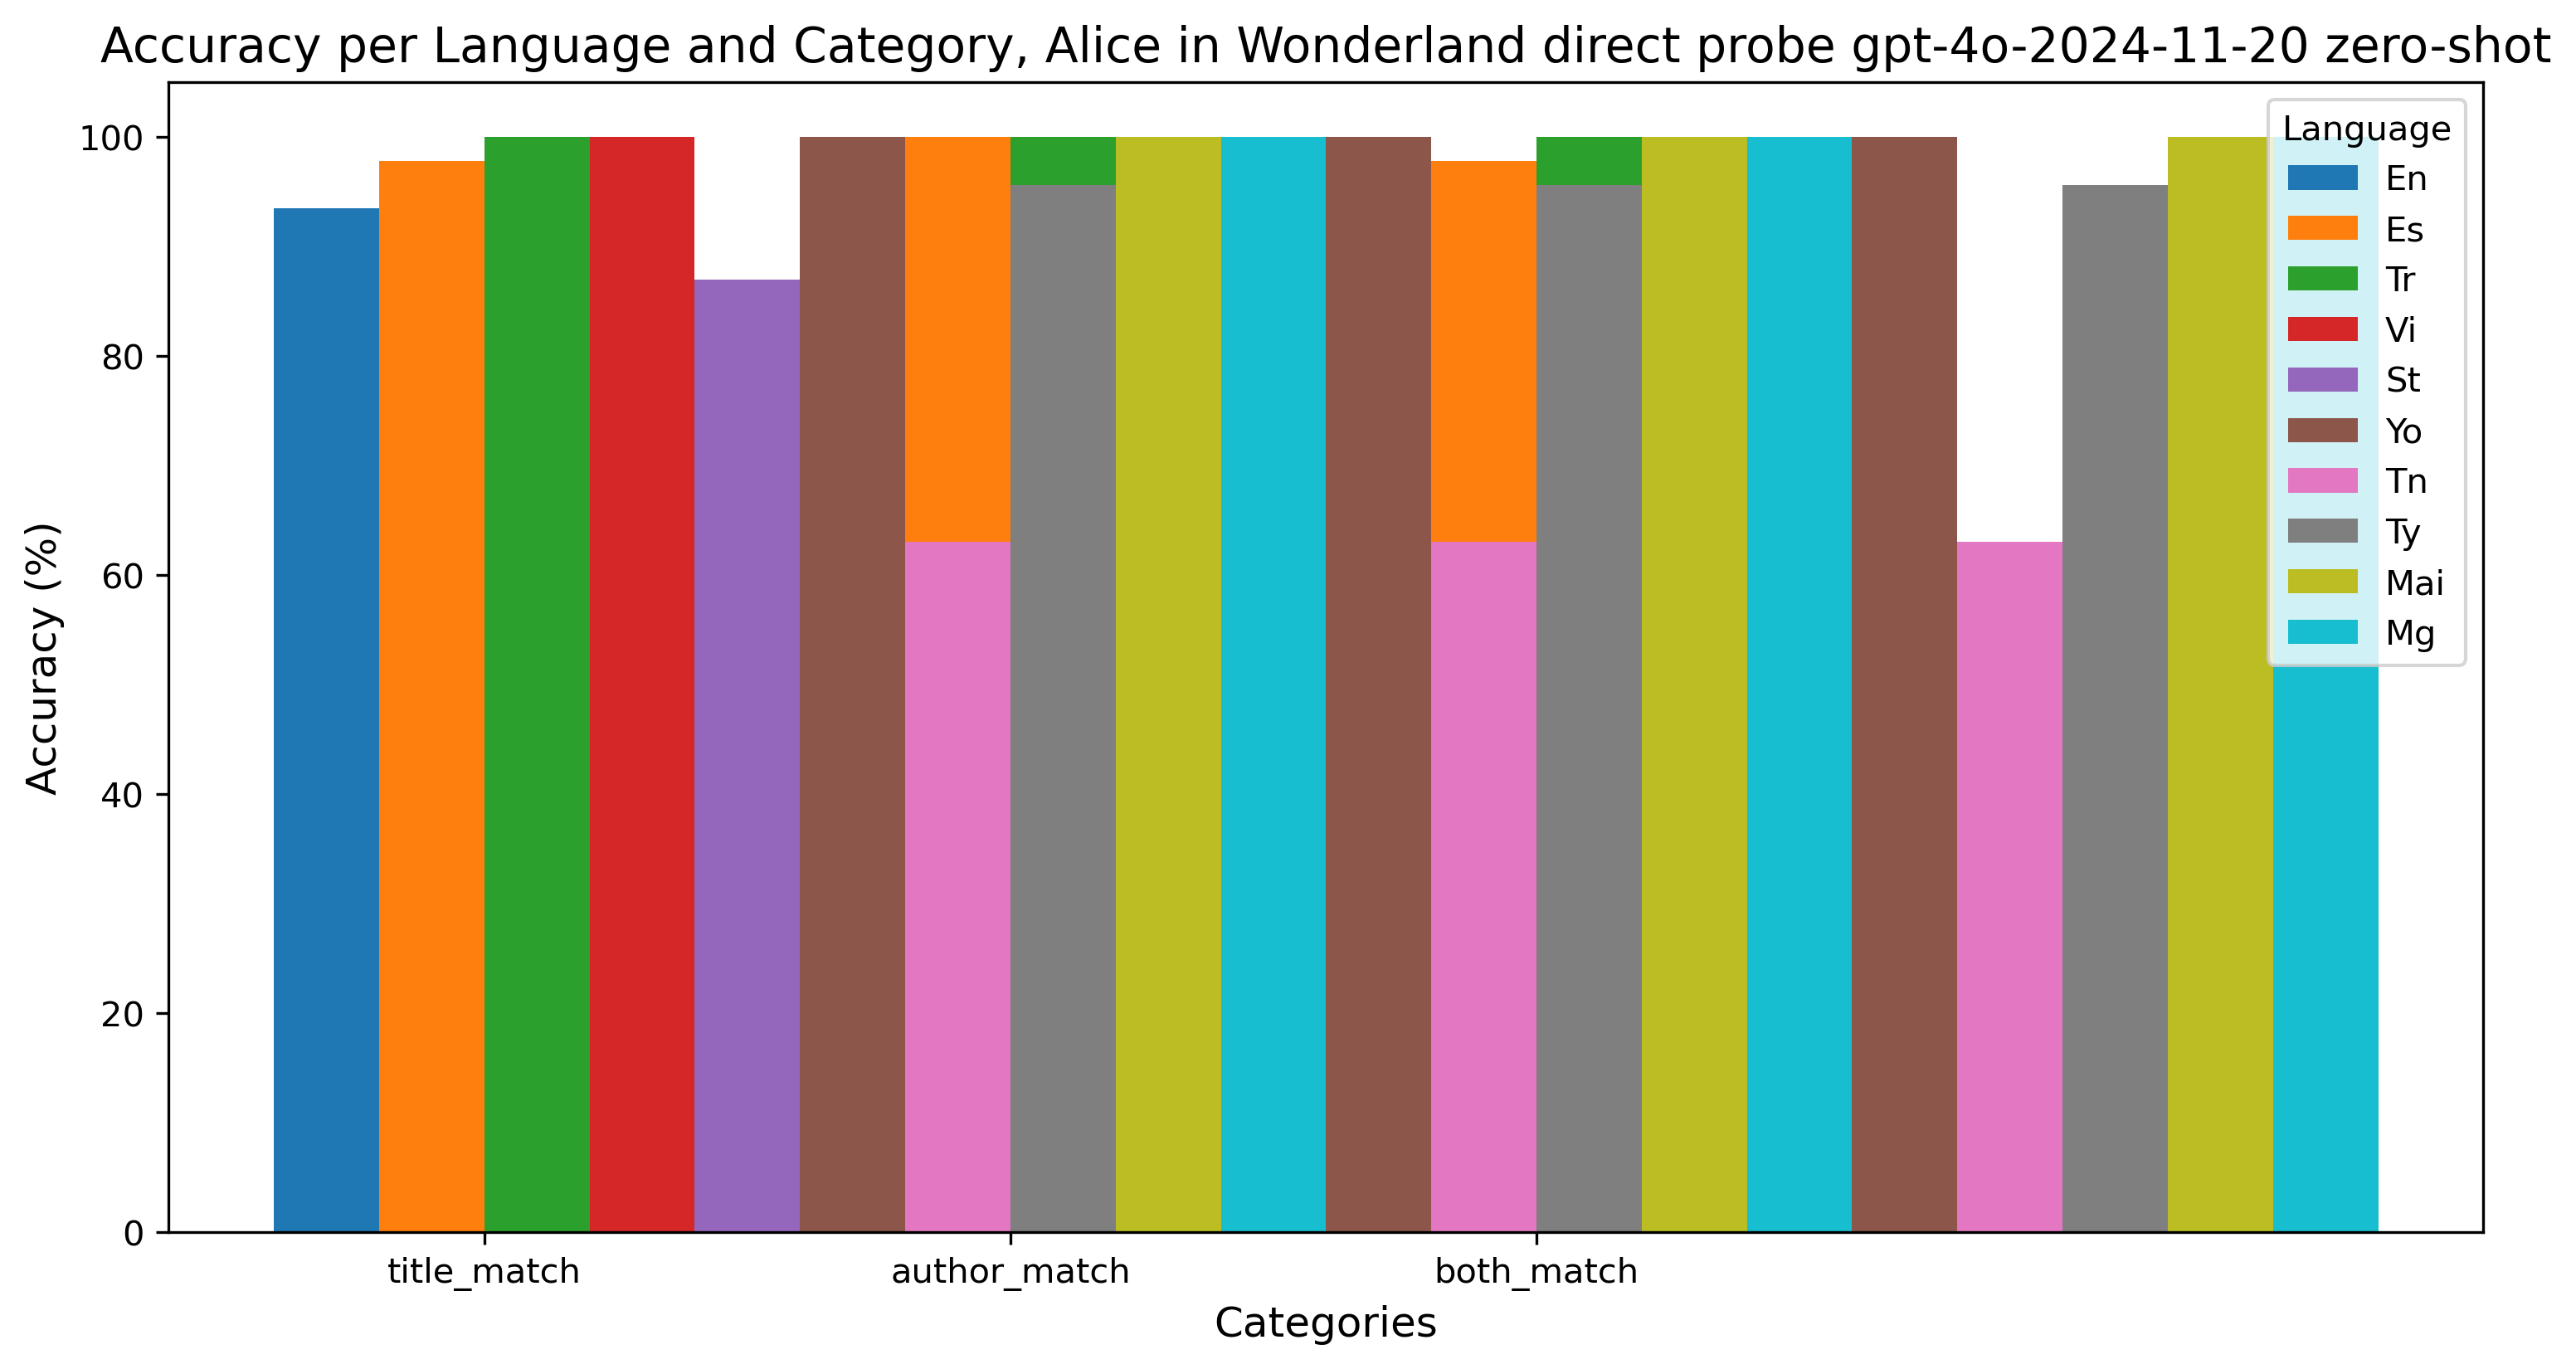 Accuracy per Language and Category, Alice in Wonderland direct probe gpt-4o-2024-11-20 zero-shot
Accuracy (%)
100
80
60
40
20
0
title_match author_match both_match
Categories
Language
En
Es
Tr
Vi
St
Yo
Tn
Ty
Mai
Mg